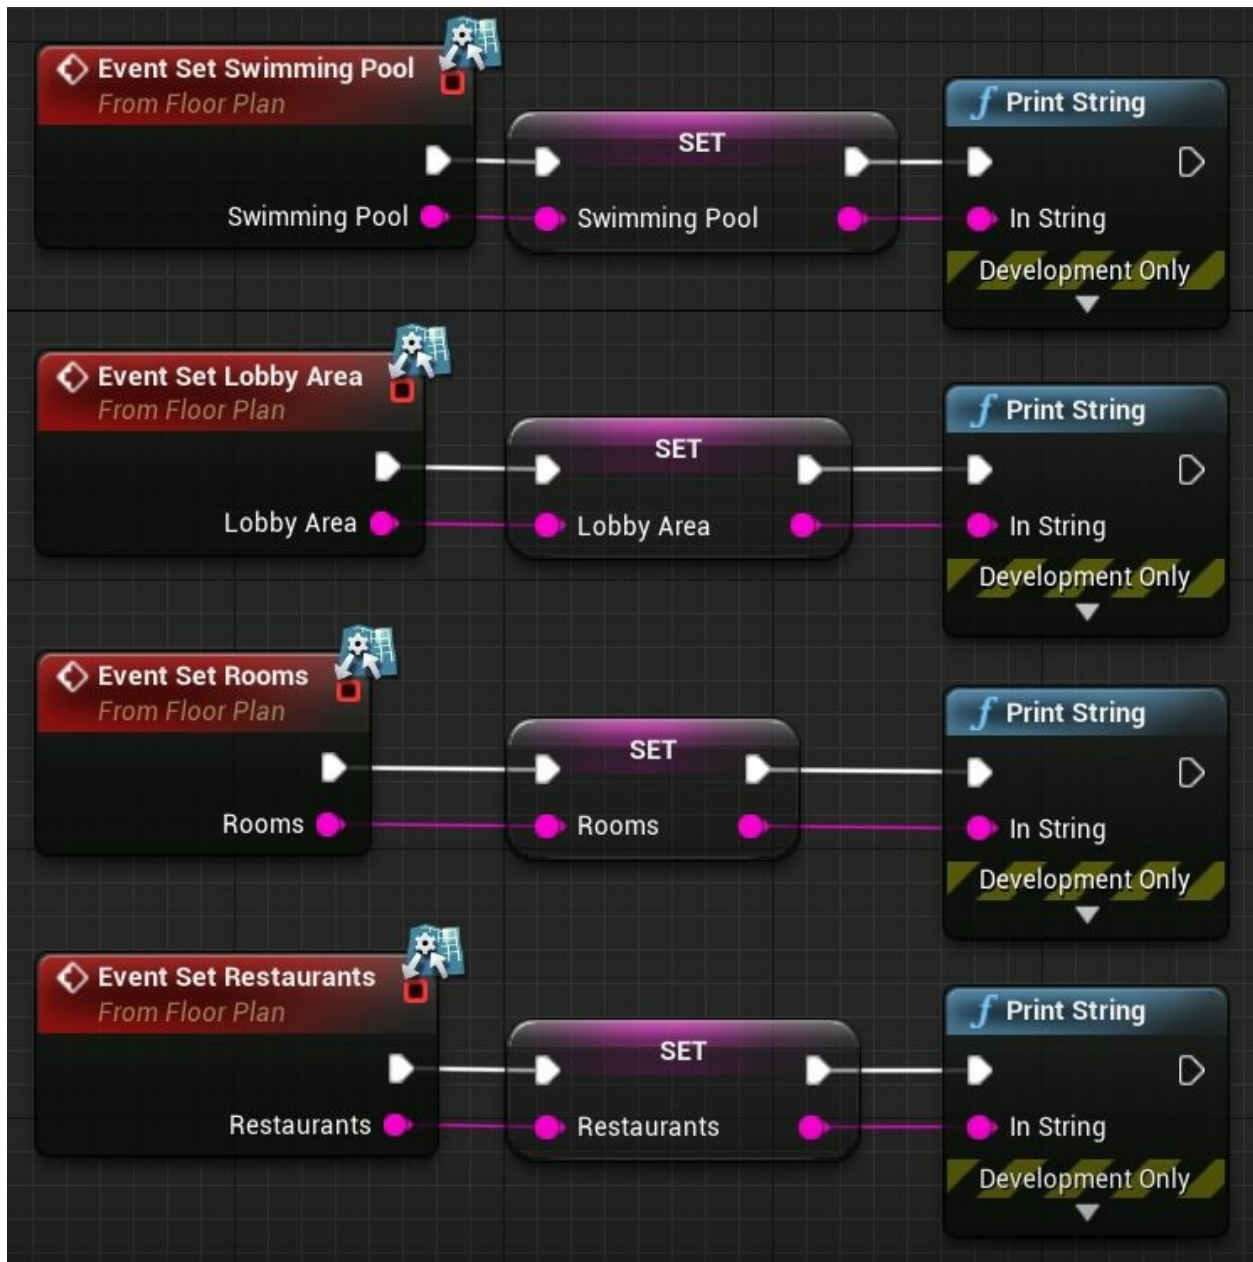 Event Set Swimming Pool
From Floor Plan
Swimming Pool
SET
Swimming Pool
Print String
In String
Development Only
Event Set Lobby Area
From Floor Plan
Lobby Area
SET
Lobby Area
Print String
In String
Development Only
Event Set Rooms
From Floor Plan
Rooms
SET
Rooms
Print String
In String
Development Only
Event Set Restaurants
From Floor Plan
Restaurants
SET
Restaurants
Print String
In String
Development Only